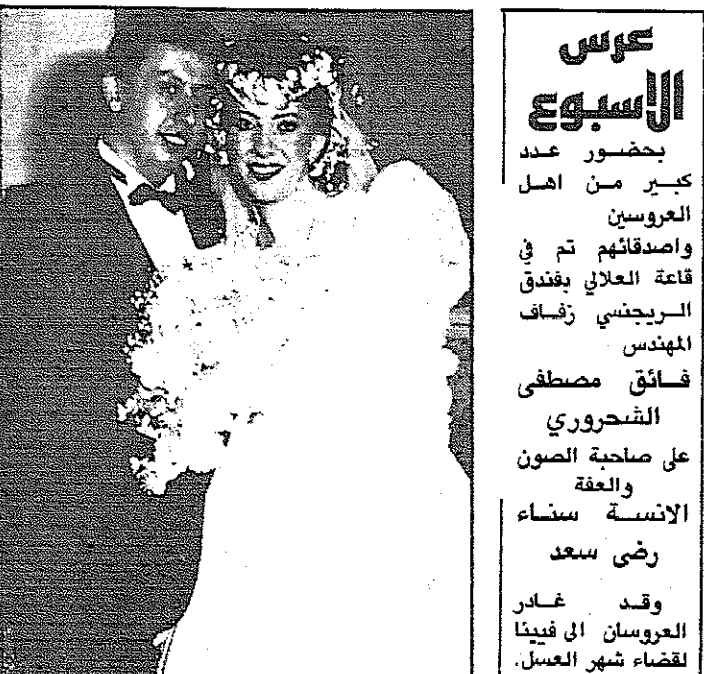 عرس
الاسبوع
بحضور عدد
كبير من اهل
العروسين
واصدقائهم تم في
قاعة العلالي بفندق
الريجنسي زفاف
المهندس
فائق مصطفى
الشحروري
على صاحبة الصون
والعفة
الانسة سناء
رضى سعد
وقد غادر
العروسان الى فيينا
لقضاء شهر العسل.